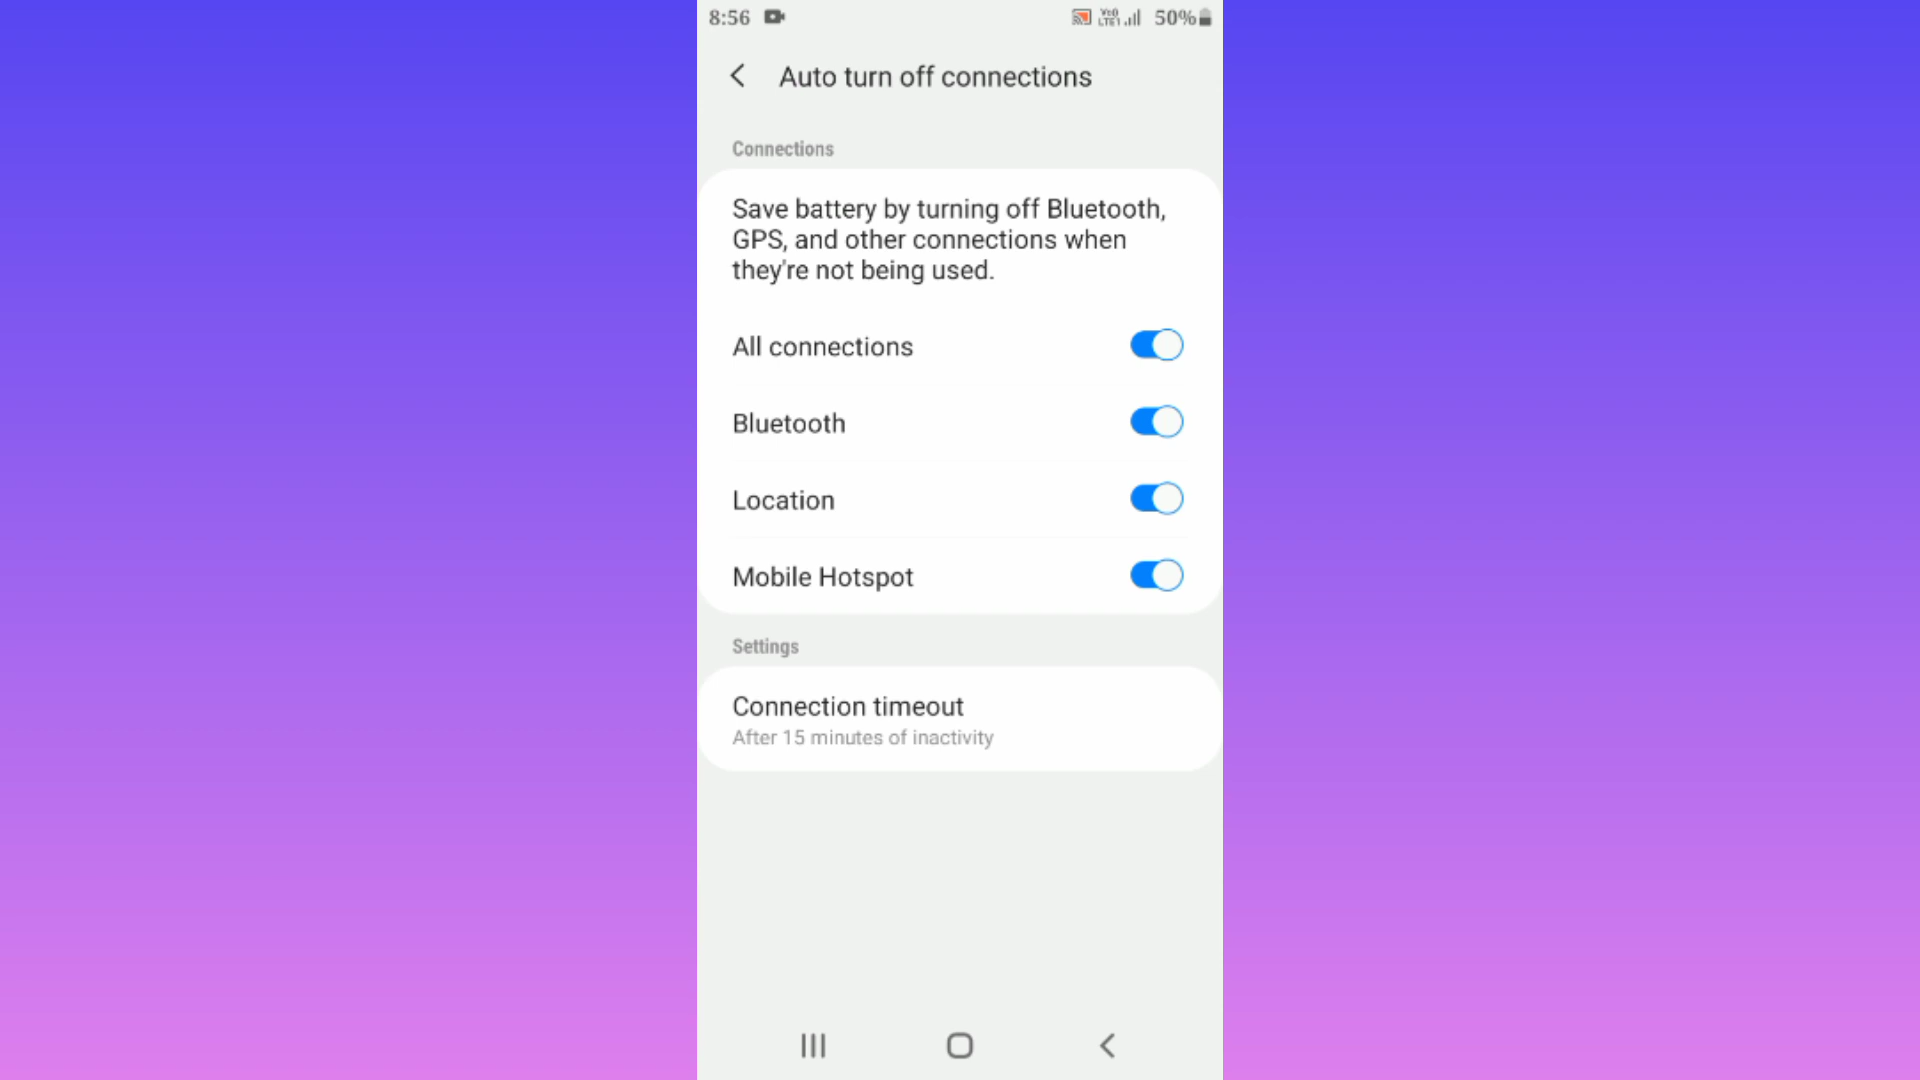 8:56
Vo0
LTE1
50%
Auto turn off connections
Connections
Save battery by turning off Bluetooth,
GPS, and other connections when
they're not being used.
All connections
Bluetooth
Location
Mobile Hotspot
Settings
Connection timeout
After 15 minutes of inactivity